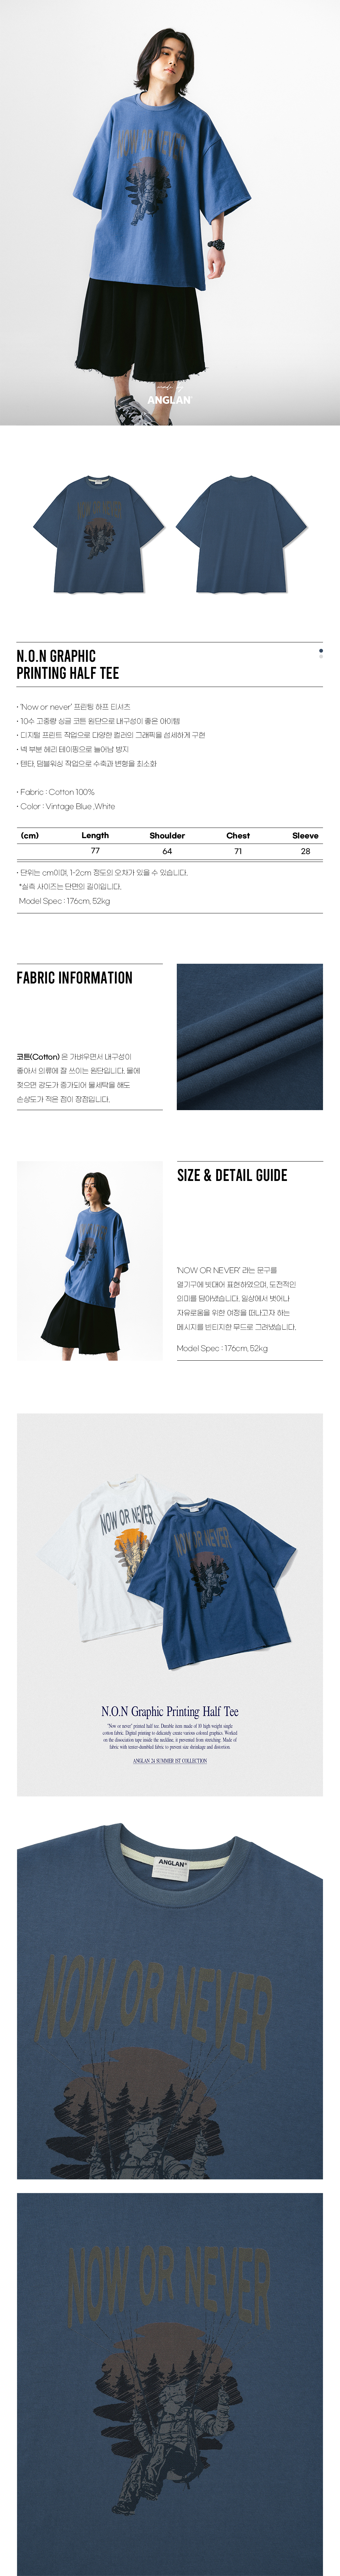 NOW OR NEVER
made by
ANGLAN
NOW OR NEVER
N.O.N GRAPHIC
PRINTING HALF TEE
• 'Now or never' 프린팅 하프 티셔츠
• 10수 고중량 싱글 코튼 원단으로 내구성이 좋은 아이템
• 디지털 프린트 작업으로 다양한 컬러의 그래픽을 섬세하게 구현
• 넥 부분 헤리 테이핑으로 늘어남 방지
• 텐타, 덤블워싱 작업으로 수축과 변형을 최소화
• Fabric : Cotton 100%
• Color : Vintage Blue ,White
(cm) Length Shoulder Chest Sleeve
77 64 71 28
• 단위는 cm이며, 1-2cm 정도의 오차가 있을 수 있습니다.
*실측 사이즈는 단면의 길이입니다.
Model Spec : 176cm, 52kg
FABRIC INFORMATION
코튼(Cotton) 은 가벼우면서 내구성이
좋아서 의류에 잘 쓰이는 원단입니다. 물에
젖으면 강도가 증가되어 물세탁을 해도
손상도가 적은 점이 장점입니다.
SIZE & DETAIL GUIDE
'NOW OR NEVER' 라는 문구를
열기구에 빗대어 표현하였으며, 도전적인
의미를 담아냈습니다. 일상에서 벗어나
자유로움을 위한 여정을 떠나고자 하는
메시지를 빈티지한 무드로 그려냈습니다.
Model Spec : 176cm, 52kg
NOW OR NEVER
NOW OR NEVER
N.O.N Graphic Printing Half Tee
"Now or never" printed half tee. Durable item made of 10 high-weight single
cotton fabric. Digital printing to delicately create various colored graphics. Worked
on the dissociation tape inside the neckline, it prevented from stretching. Made of
fabric with tenter-dumbled fabric to prevent size shrinkage and distortion.
ANGLAN 24 SUMMER 1ST COLLECTION
ANGLAN
NOW OR NEVER
NOW OR NEVER